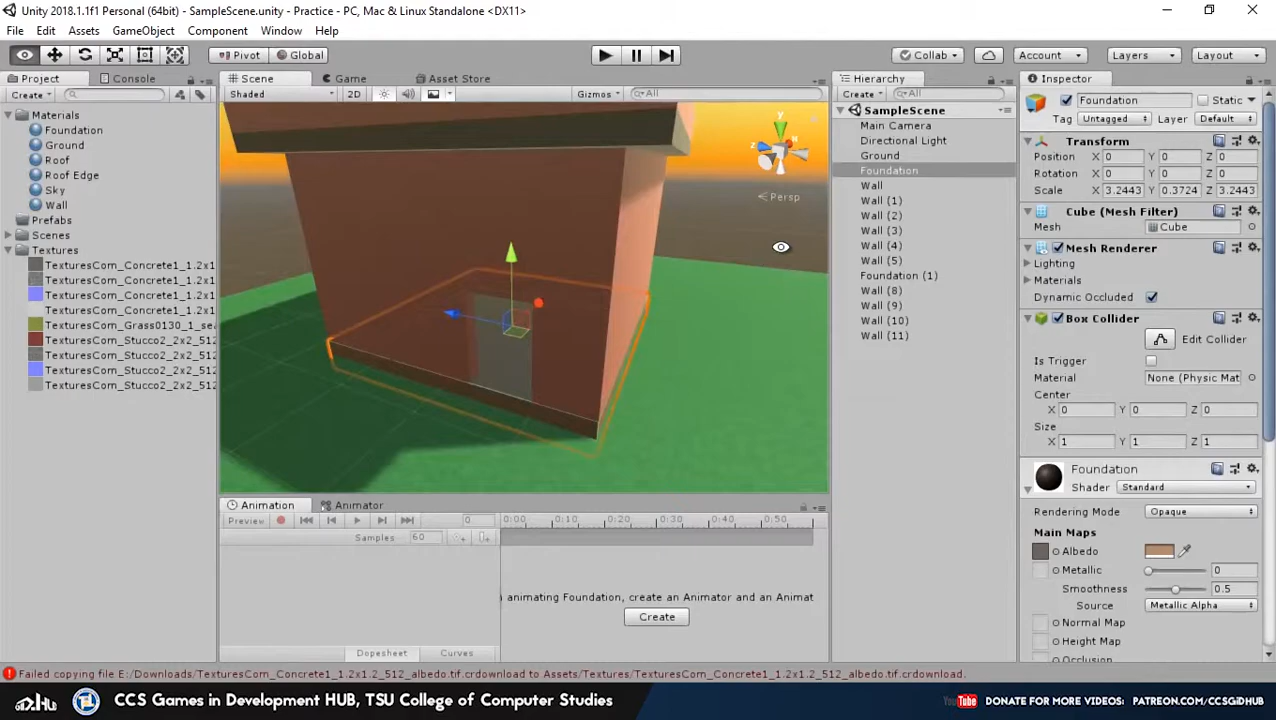 Unity 2018.1.1f1 Personal (64bit) - SampleScene.unity - Practice - PC, Mac & Linux Standalone <DX11>
File Edit Assets GameObject Component Window Help
Pivot Global Collab Account Layers Layout
Project Console Scene Game Asset Store Hierarchy Inspector
Create Shaded 2D Gizmos All Create All Foundation Static
Materials SampleScene Tag Untagged Layer Default
Foundation Main Camera Transform
Ground Directional Light Position X 0 Y 0 Z 0
Roof Ground Rotation X 0 Y 0 Z 0
Roof Edge Foundation Scale X 3.2443 Y 0.3724 Z 3.2443
Sky Wall Cube (Mesh Filter)
Wall Wall (1) Mesh Cube
Prefabs Wall (2) Mesh Renderer
Scenes Wall (3) Lighting
Textures Wall (4) Materials
TexturesCom_Concrete1_1.2x1 Wall (5) Dynamic Occluded
TexturesCom_Concrete1_1.2x1 Foundation (1) Box Collider
TexturesCom_Concrete1_1.2x1 Wall (8) Edit Collider
TexturesCom_Concrete1_1.2x1 Wall (9) Is Trigger
TexturesCom_Grass0130_1_sea Wall (10) Material None (Physic Mat
TexturesCom_Stucco2_2x2_512 Wall (11) Center
TexturesCom_Stucco2_2x2_512 X 0 Y 0 Z 0
TexturesCom_Stucco2_2x2_512 Size
TexturesCom_Stucco2_2x2_512 X 1 Y 1 Z 1
y x z
Persp
Foundation
Shader Standard
Animation Animator Rendering Mode Opaque
Preview 0 0:00 0:10 0:20 0:30 0:40 0:50 Main Maps
Samples 60 Albedo
Metallic 0
Smoothness 0.5
animating Foundation, create an Animator and an Animat Source Metallic Alpha
Create Normal Map
Height Map
Dopesheet Curves Occlusion
Failed copying file E:/Downloads/TexturesCom_Concrete1_1.2x1.2_512_albedo.tif.crdownload to Assets/Textures/TexturesCom_Concrete1_1.2x1.2_512_albedo.tif.crdownload.
CCS Games in Development HUB, TSU College of Computer Studies YouTube DONATE FOR MORE VIDEOS: PATREON.COM/CCSGiDHUB